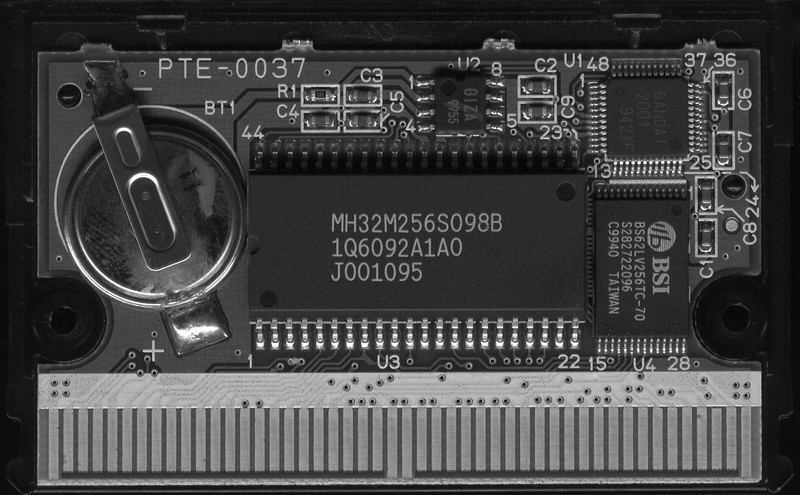 PTE-0037
BT1
R1
C3
C4
C5
U2
1
8
4
5
C2
C9
U1
48
1
37
36
C6
C7
13
25
23
24
44
MH32M256S098B
1Q6092A1A0
J001095
BANDAI
2001
BSI
BS62LV256TC-70
S282722096
C9940 TAIWAN
C1
C8
1
U3
22
15
U4
28